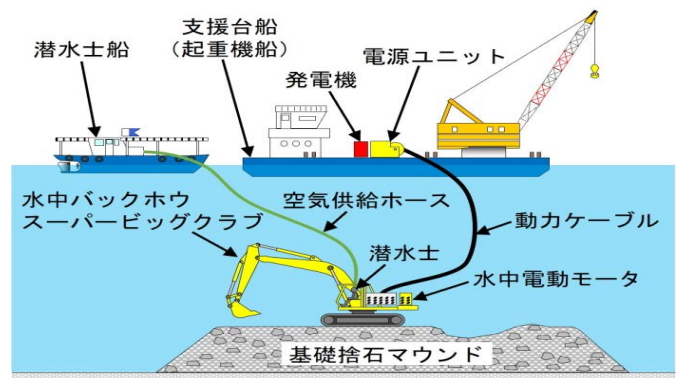 潜水士船
支援台船
(起重機船)
発電機
電源ユニット
水中バックホウ
スーパービッグクラブ
空気供給ホース
動力ケーブル
潜水士
水中電動モータ
基礎捨石マウンド